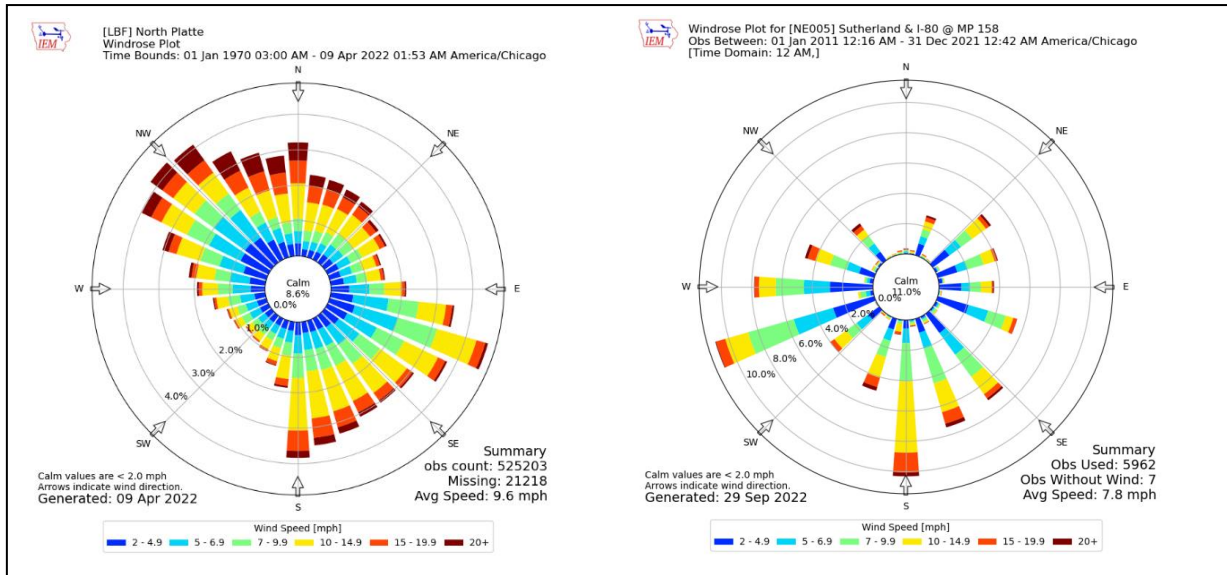 IEM
[LBF] North Platte
Windrose Plot
Time Bounds: 01 Jan 1970 03:00 AM - 09 Apr 2022 01:53 AM America/Chicago
N
NW
NE
W
E
Calm
8.6%
0.0%
1.0%
2.0%
3.0%
4.0%
SW
SE
S
Calm values are < 2.0 mph
Arrows indicate wind direction.
Generated: 09 Apr 2022
Summary
obs count: 525203
Missing: 21218
Avg Speed: 9.6 mph
Wind Speed [mph]
2 - 4.9 5 - 6.9 7 - 9.9 10 - 14.9 15 - 19.9 20+
IEM
Windrose Plot for [NE005] Sutherland & I-80 @ MP 158
Obs Between: 01 Jan 2011 12:16 AM - 31 Dec 2021 12:42 AM America/Chicago
[Time Domain: 12 AM,]
N
NW
NE
W
E
Calm
11.0%
0.0%
2.0%
4.0%
6.0%
8.0%
10.0%
SW
SE
S
Calm values are < 2.0 mph
Arrows indicate wind direction.
Generated: 29 Sep 2022
Summary
Obs Used: 5962
Obs Without Wind: 7
Avg Speed: 7.8 mph
Wind Speed [mph]
2 - 4.9 5 - 6.9 7 - 9.9 10 - 14.9 15 - 19.9 20+